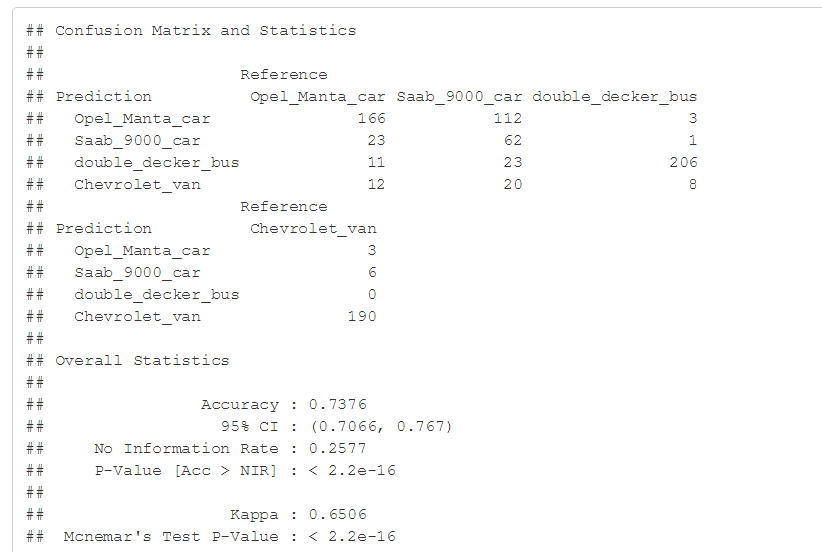 ## Confusion Matrix and Statistics
##
##                      Reference
## Prediction           Opel_Manta_car Saab_9000_car double_decker_bus
##   Opel_Manta_car                166           112                 3
##   Saab_9000_car                  23            62                 1
##   double_decker_bus              11            23               206
##   Chevrolet_van                  12            20                 8
##                      Reference
## Prediction           Chevrolet_van
##   Opel_Manta_car                 3
##   Saab_9000_car                  6
##   double_decker_bus              0
##   Chevrolet_van                190
##
## Overall Statistics
##
##                Accuracy : 0.7376
##                  95% CI : (0.7066, 0.767)
##     No Information Rate : 0.2577
##     P-Value [Acc > NIR] : < 2.2e-16
##
##                   Kappa : 0.6506
##  Mcnemar's Test P-Value : < 2.2e-16